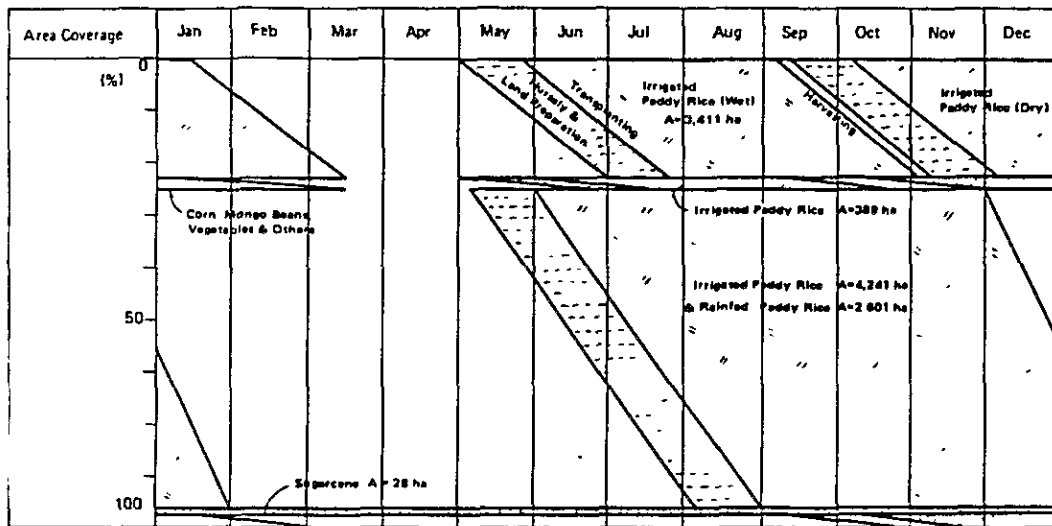 Area Coverage Jan Feb Mar Apr May Jun Jul Aug Sep Oct Nov Dec
0
(%)
Nursely &
Land Preparation
Transplanting
Irrigated
Paddy Rice (Wet)
A=3,411 ha
Harvesting
Irrigated
Paddy Rice (Dry)
Corn Mongo Beans
Vegetables & Others
Irrigated Paddy Rice A=389 ha
Irrigated Paddy Rice A=4,241 ha
& Rainfed Paddy Rice A=2 601 ha
50
100
Sugarcane A = 28 ha